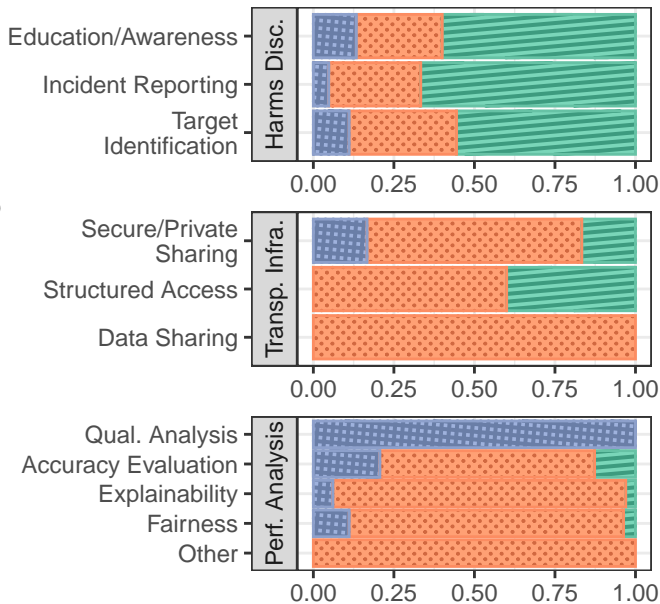 Education/Awareness
Incident Reporting
Target
Identification
Harms Disc.
0.00 0.25 0.50 0.75 1.00
Secure/Private
Sharing
Structured Access
Data Sharing
Transp. Infra.
0.00 0.25 0.50 0.75 1.00
Qual. Analysis
Accuracy Evaluation
Explainability
Fairness
Other
Perf. Analysis
0.00 0.25 0.50 0.75 1.00